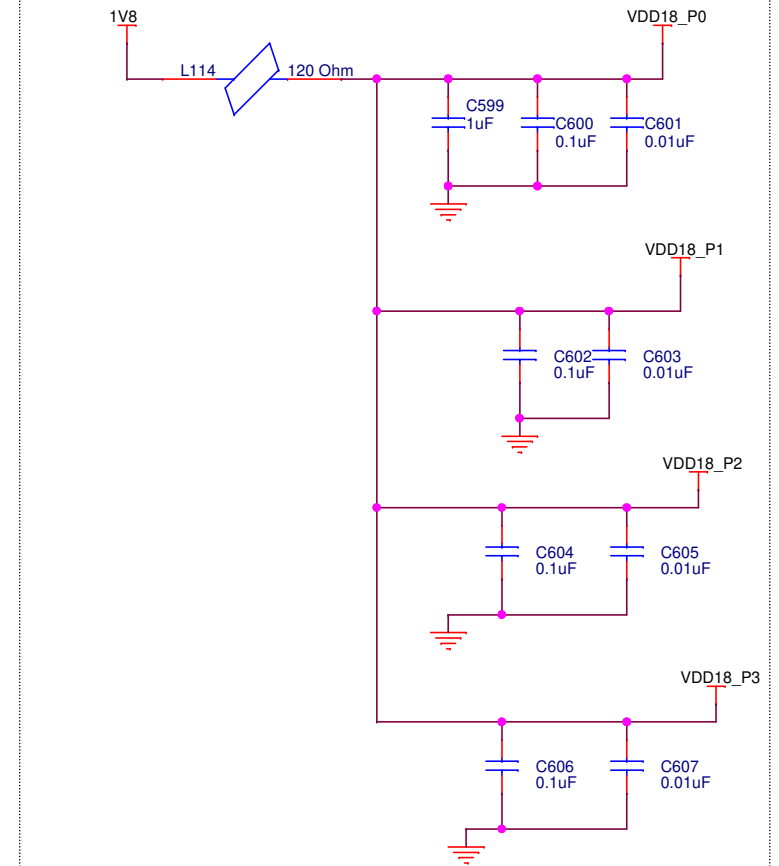 1V8
VDD18_P0
L114
120 Ohm
C599
1uF
C600
0.1uF
C601
0.01uF
VDD18_P1
C602
0.1uF
C603
0.01uF
VDD18_P2
C604
0.1uF
C605
0.01uF
VDD18_P3
C606
0.1uF
C607
0.01uF